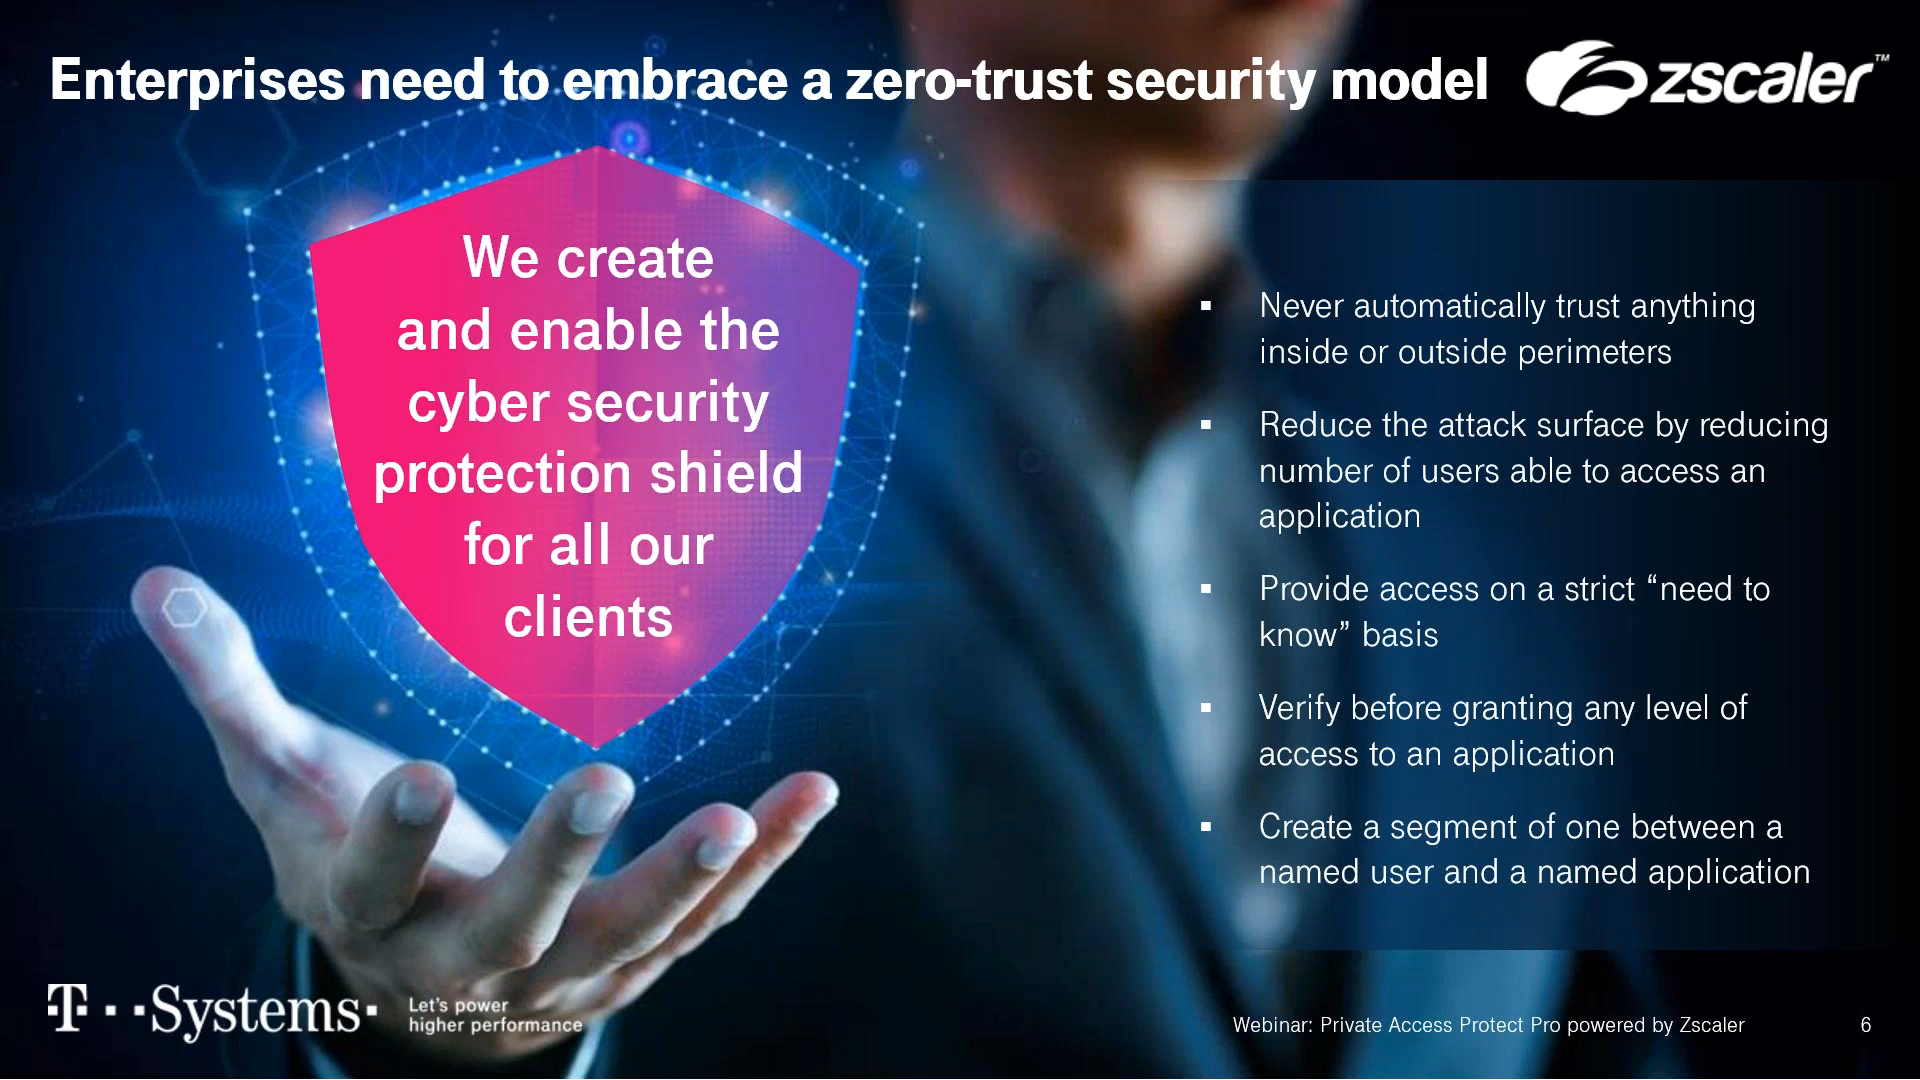 Enterprises need to embrace a zero-trust security model
zscaler™
We create
and enable the
cyber security
protection shield
for all our
clients
▪ Never automatically trust anything
inside or outside perimeters
▪ Reduce the attack surface by reducing
number of users able to access an
application
▪ Provide access on a strict “need to
know” basis
▪ Verify before granting any level of
access to an application
▪ Create a segment of one between a
named user and a named application
T··Systems·
Let’s power
higher performance
Webinar: Private Access Protect Pro powered by Zscaler
6